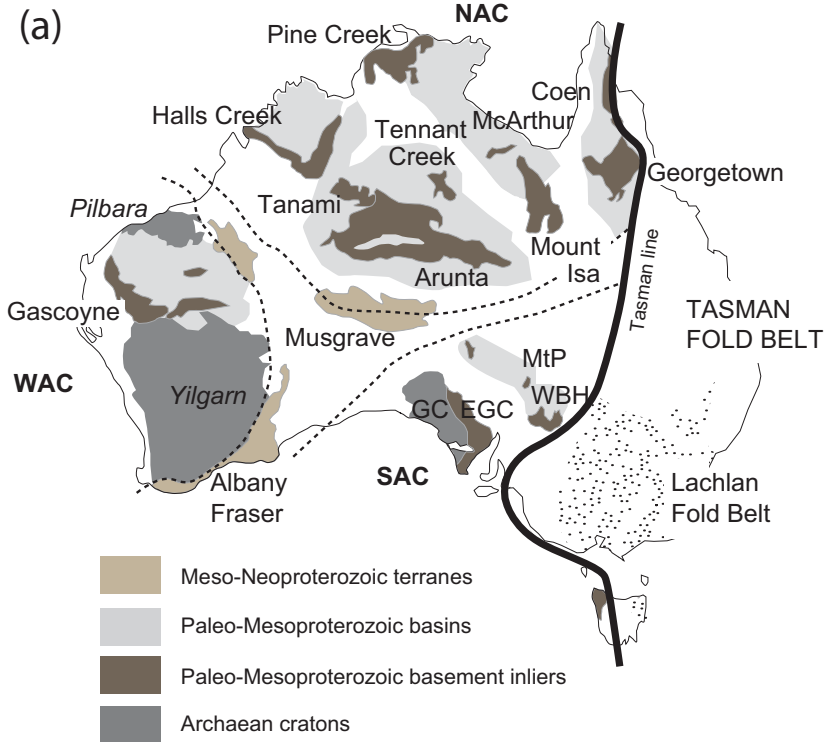 (a)
NAC
Pine Creek
Coen
Halls Creek
McArthur
Tennant
Creek
Georgetown
Pilbara
Tanami
Mount
Isa
Arunta
Tasman line
Gascoyne
Musgrave
TASMAN
FOLD BELT
MtP
WAC
Yilgarn
WBH
GC
EGC
SAC
Albany
Fraser
Lachlan
Fold Belt
Meso-Neoproterozoic terranes
Paleo-Mesoproterozoic basins
Paleo-Mesoproterozoic basement inliers
Archaean cratons